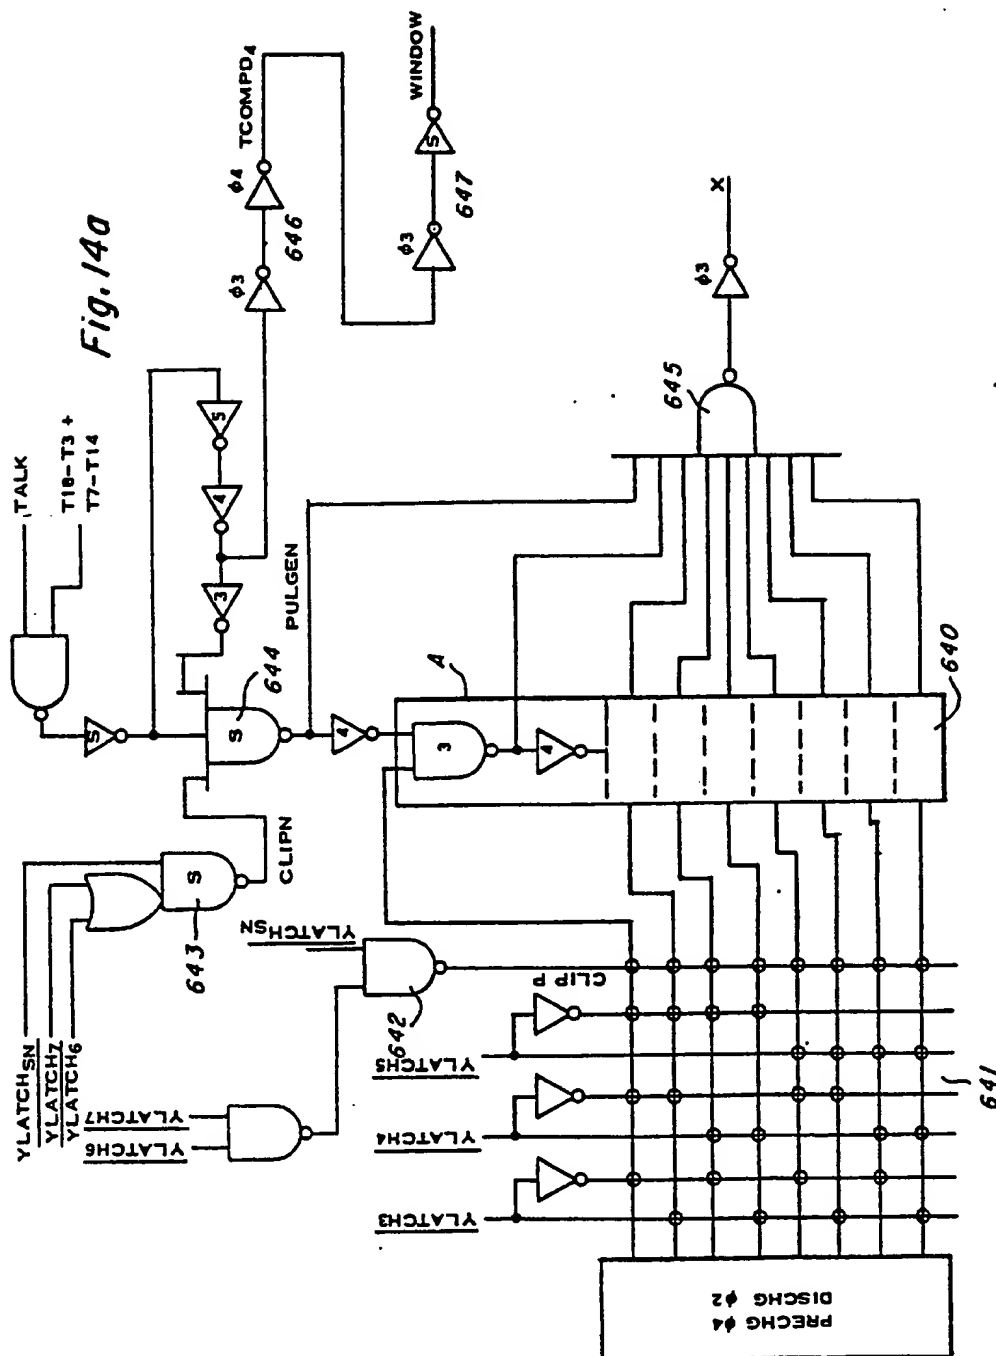 Fig. 14a
TALK
T18-T3 +
T7-T14
5
5
4
3
φ3
φ4
646
TCOMPD4
φ3
5
647
WINDOW
YLATCHSN
YLATCH7
YLATCH6
S
643
CLIPN
S
644
PULGEN
4
A
3
4
640
645
φ3
X
YLATCH6
YLATCH7
YLATCHSN
642
CLIP P
YLATCH3
YLATCH4
YLATCH5
641
PRECHG φ4
DISCHG φ2